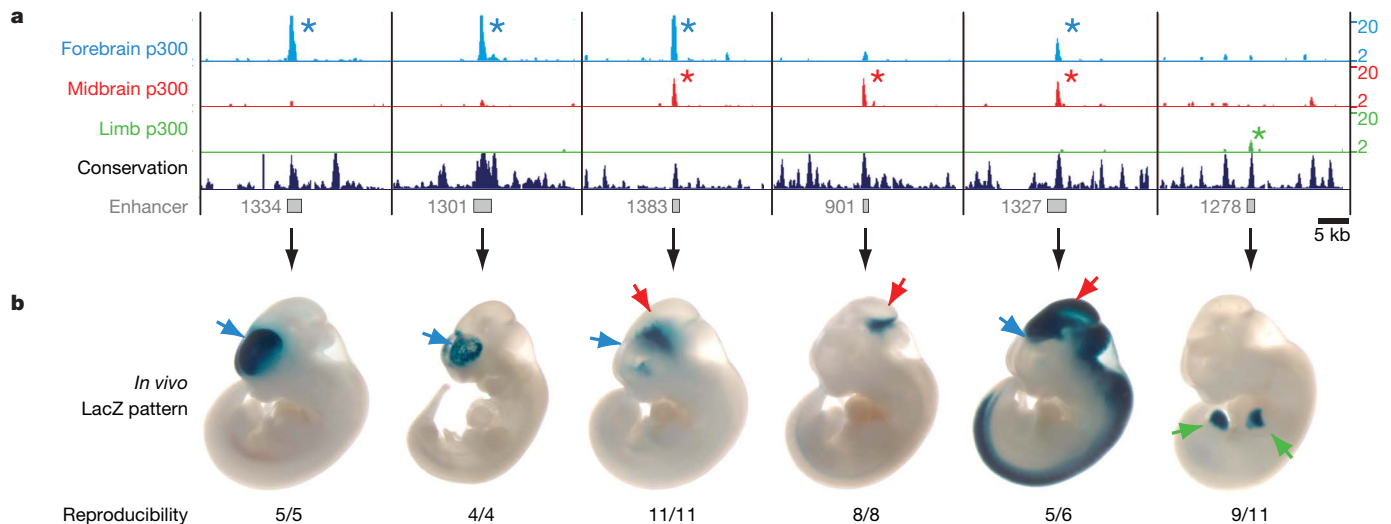 a
Forebrain p300 * * * * 20 2
Midbrain p300 * * * 20 2
Limb p300 * 20 2
Conservation
Enhancer 1334 1301 1383 901 1327 1278
5 kb
b
In vivo
LacZ pattern
Reproducibility 5/5 4/4 11/11 8/8 5/6 9/11